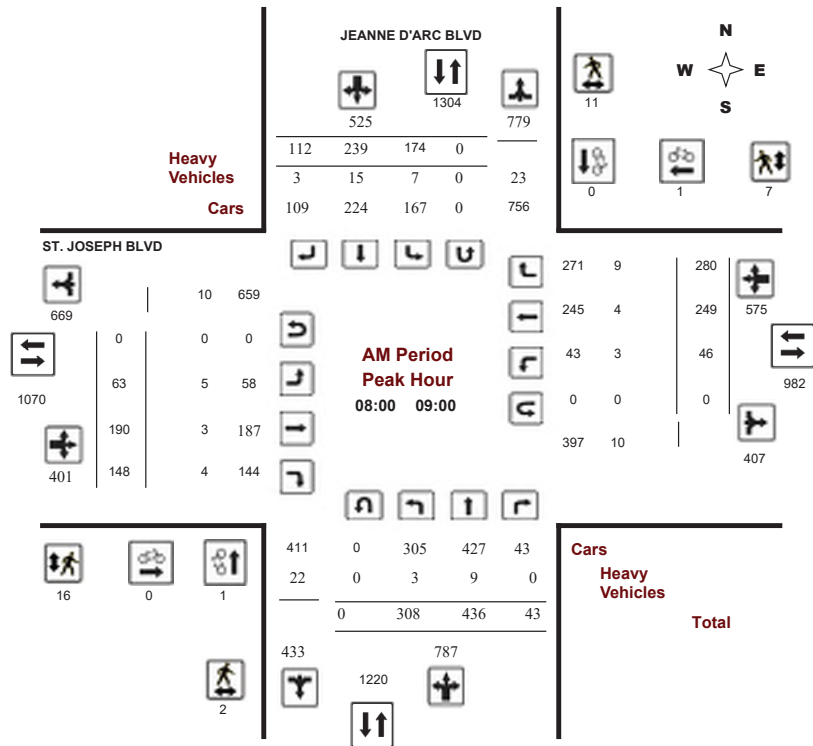 JEANNE D'ARC BLVD
N
W E
S
1304
11
525 779
112 239 174 0
Heavy
Vehicles
3 15 7 0 23
Cars
109 224 167 0 756
0 1 7
ST. JOSEPH BLVD
669
10 659
0 0 0
1070
63 5 58
190 3 187
401
148 4 144
AM Period
Peak Hour
08:00 09:00
271 9 280
245 4 249
575
43 3 46
982
0 0 0
397 10
407
411 0 305 427 43
22 0 3 9 0
0 308 436 43
Cars
Heavy
Vehicles
Total
16 0 1
433 787
1220
2